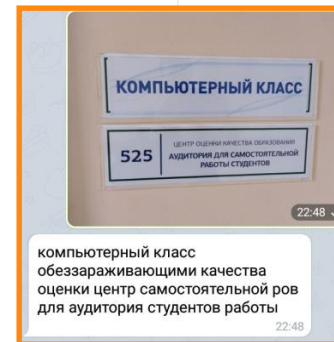 КОМПЬЮТЕРНЫЙ КЛАСС
525
ЦЕНТР ОЦЕНКИ КАЧЕСТВА ОБРАЗОВАНИЯ
АУДИТОРИЯ ДЛЯ САМОСТОЯТЕЛЬНОЙ
РАБОТЫ СТУДЕНТОВ
22:48
компьютерный класс
обеззараживающими качества
оценки центр самостоятельной ров
для аудитория студентов работы
22:48